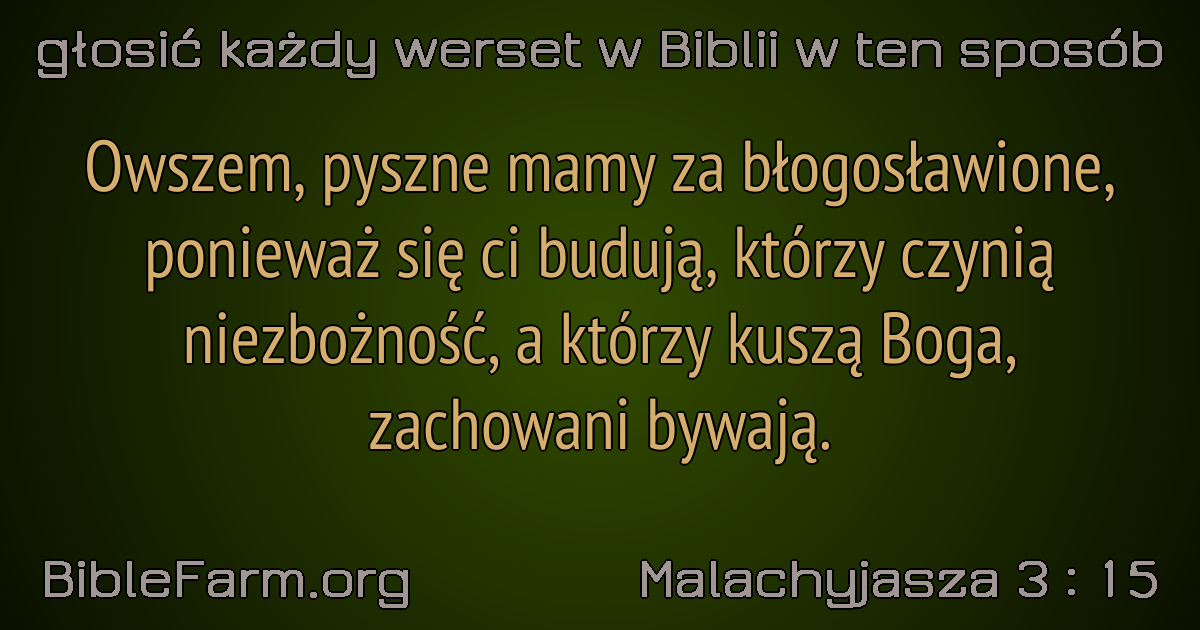 głosić każdy werset w Biblii w ten sposób
Owszem, pyszne mamy za błogosławione,
ponieważ się ci budują, którzy czynią
niezbożność, a którzy kuszą Boga,
zachowani bywają.
BibleFarm.org
Malachyjasza 3 : 15